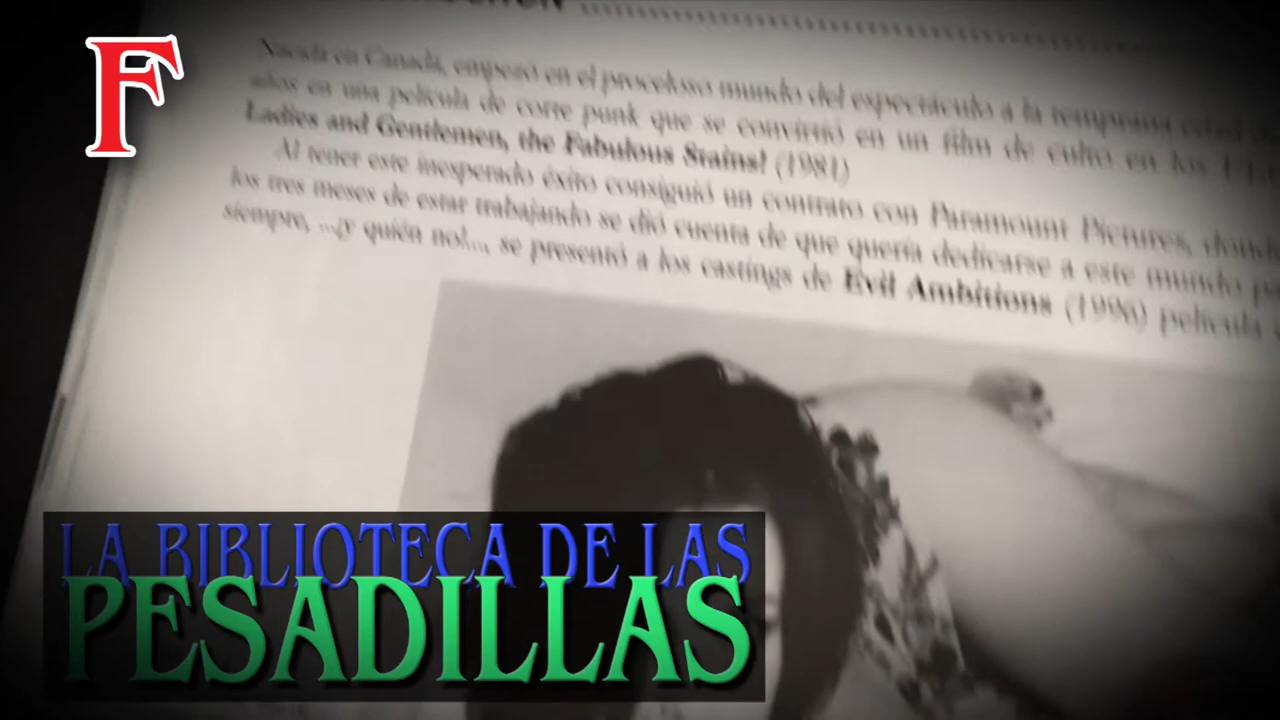 F
Nacida en Canadá, empezó en el proceloso mundo del espectáculo a la temprana edad
años en una película de corte punk que se convirtió en un film de culto en los
Ladies and Gentlemen, the Fabulous Stains! (1981)
Al tener este inesperado éxito consiguió un contrato con Paramount Pictures, donde
los tres meses de estar trabajando se dió cuenta de que quería dedicarse a este mundo
siempre, ...¡y quién no!..., se presentó a los castings de Evil Ambitions (1996) película
LA BIBLIOTECA DE LAS
PESADILLAS